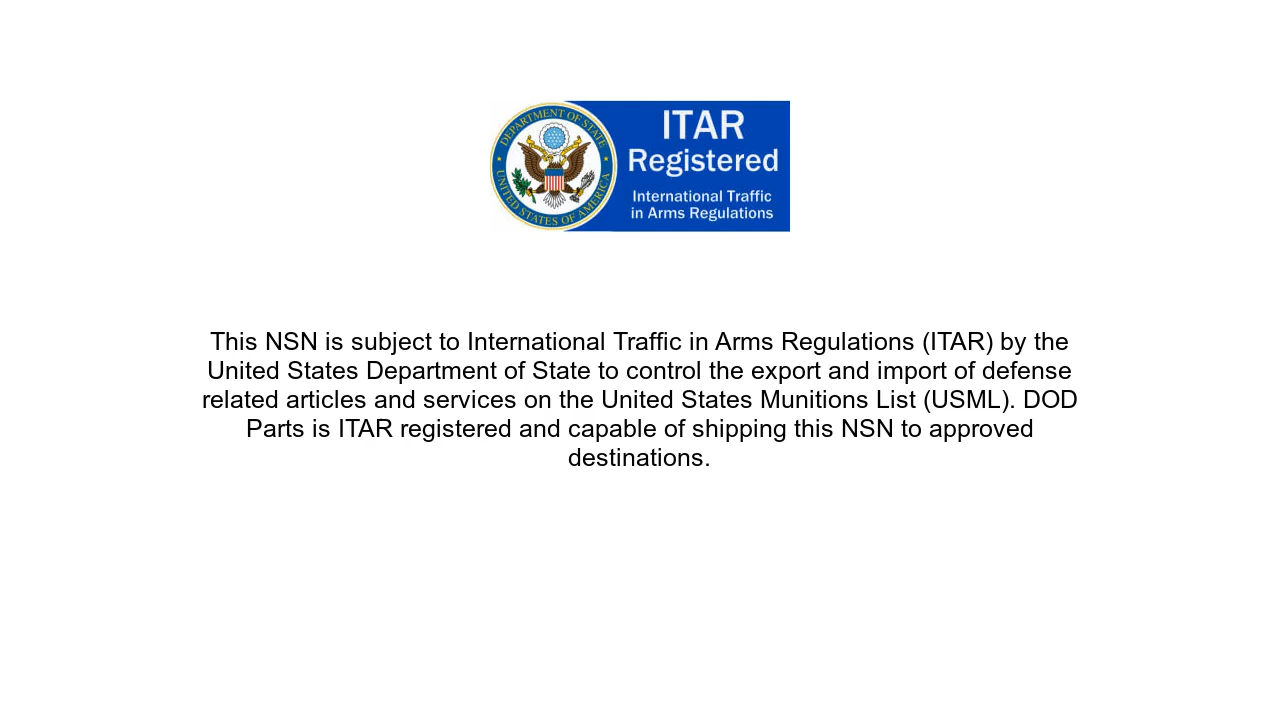 DEPARTMENT OF STATE
UNITED STATES OF AMERICA
ITAR
Registered
International Traffic
in Arms Regulations
This NSN is subject to International Traffic in Arms Regulations (ITAR) by the
United States Department of State to control the export and import of defense
related articles and services on the United States Munitions List (USML). DOD
Parts is ITAR registered and capable of shipping this NSN to approved
destinations.